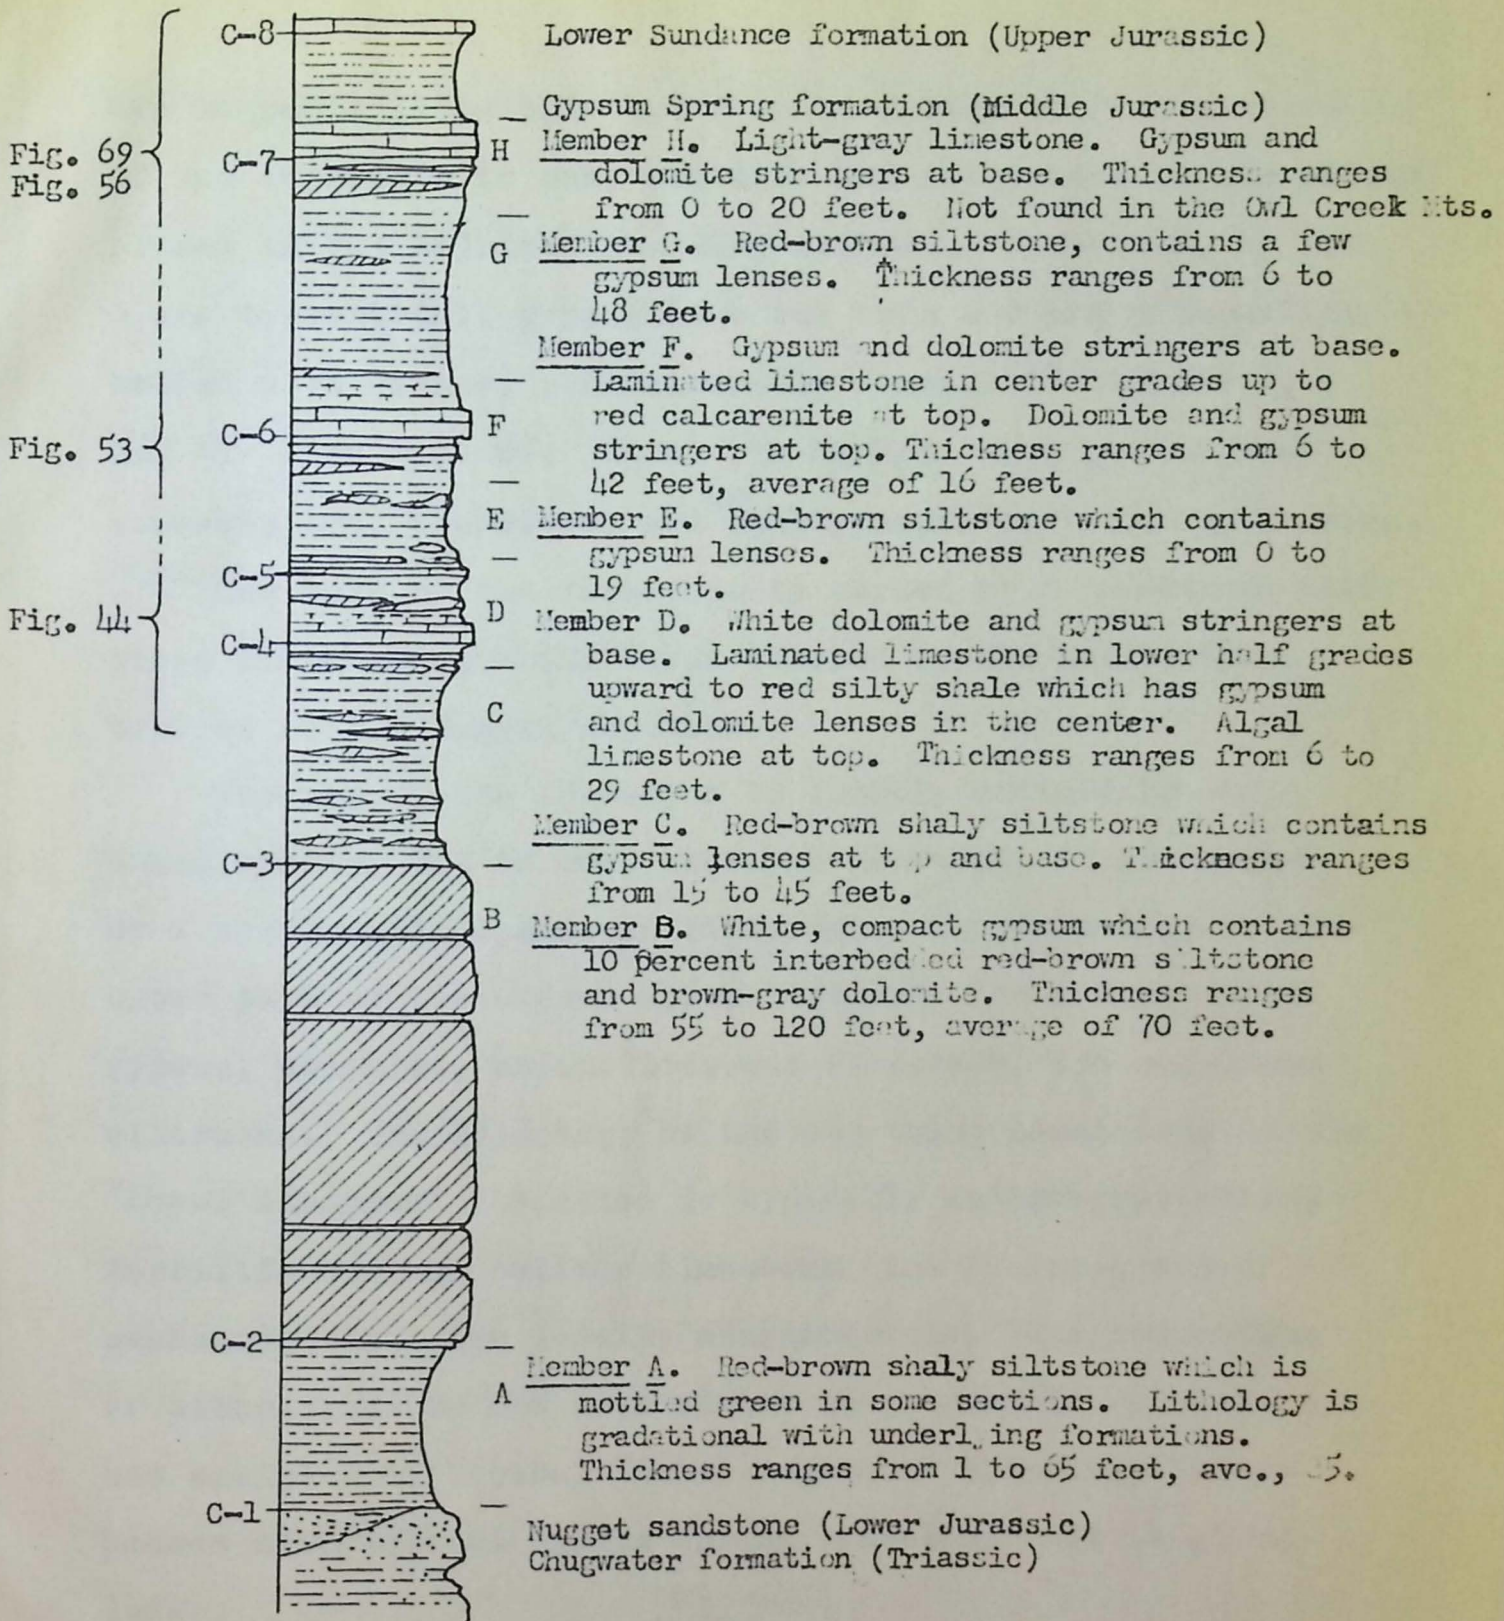 C-8
Lower Sundance formation (Upper Jurassic)
Gypsum Spring formation (Middle Jurassic)
Fig. 69
Fig. 56
C-7
H
Member H. Light-gray limestone. Gypsum and
dolomite stringers at base. Thickness ranges
from 0 to 20 feet. Not found in the Owl Creek Mts.
G
Member G. Red-brown siltstone, contains a few
gypsum lenses. Thickness ranges from 6 to
48 feet.
Member F. Gypsum and dolomite stringers at base.
Laminated limestone in center grades up to
red calcarenite at top. Dolomite and gypsum
stringers at top. Thickness ranges from 6 to
42 feet, average of 16 feet.
Fig. 53
C-6
F
E
Member E. Red-brown siltstone which contains
gypsum lenses. Thickness ranges from 0 to
19 feet.
C-5
Fig. 44
C-4
D
Member D. White dolomite and gypsum stringers at
base. Laminated limestone in lower half grades
upward to red silty shale which has gypsum
and dolomite lenses in the center. Algal
limestone at top. Thickness ranges from 6 to
29 feet.
C
Member C. Red-brown shaly siltstone which contains
gypsum lenses at top and base. Thickness ranges
from 15 to 45 feet.
C-3
B
Member B. White, compact gypsum which contains
10 percent interbedded red-brown siltstone
and brown-gray dolomite. Thickness ranges
from 55 to 120 feet, average of 70 feet.
C-2
A
Member A. Red-brown shaly siltstone which is
mottled green in some sections. Lithology is
gradational with underlying formations.
Thickness ranges from 1 to 65 feet, ave.,
C-1
Nugget sandstone (Lower Jurassic)
Chugwater formation (Triassic)